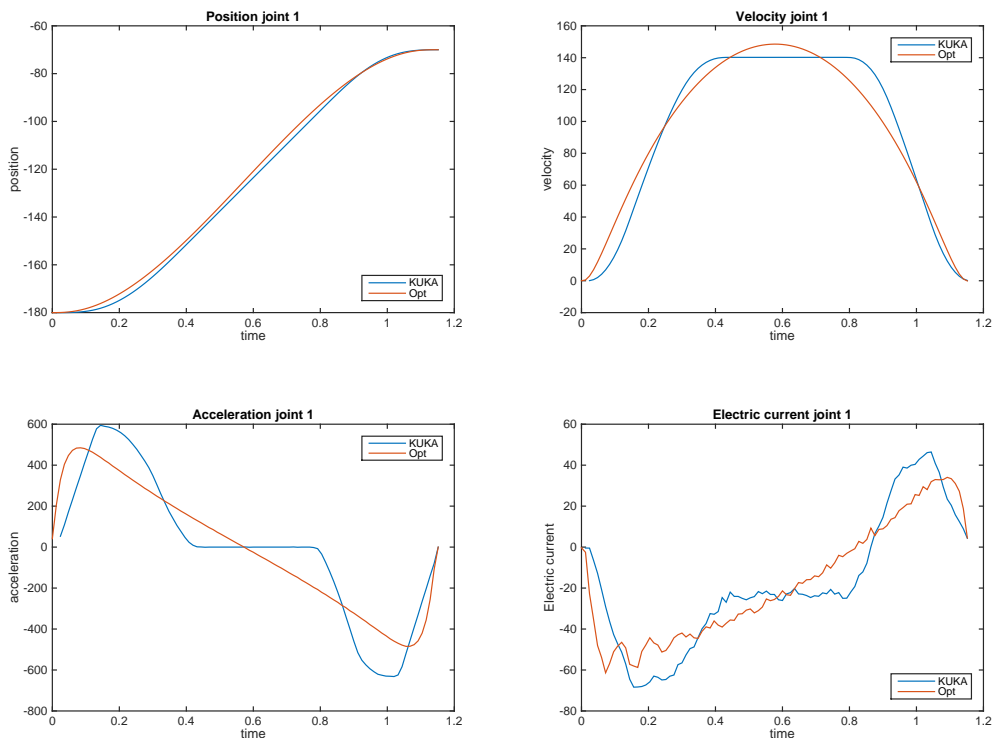 Position joint 1
-60
-80
-100
-120
-140
-160
-180
position
0 0.2 0.4 0.6 0.8 1 1.2
time
KUKA
Opt
Velocity joint 1
160
140
120
100
80
60
40
20
0
-20
velocity
0 0.2 0.4 0.6 0.8 1 1.2
time
KUKA
Opt
Acceleration joint 1
600
400
200
0
-200
-400
-600
-800
acceleration
0 0.2 0.4 0.6 0.8 1 1.2
time
KUKA
Opt
Electric current joint 1
60
40
20
0
-20
-40
-60
-80
Electric current
0 0.2 0.4 0.6 0.8 1 1.2
time
KUKA
Opt